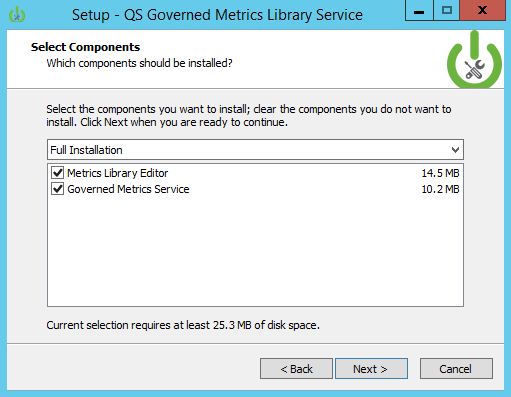 Setup - QS Governed Metrics Library Service
Select Components
Which components should be installed?
Select the components you want to install; clear the components you do not want to
install. Click Next when you are ready to continue.
Full Installation
Metrics Library Editor 14.5 MB
Governed Metrics Service 10.2 MB
Current selection requires at least 25.3 MB of disk space.
< Back Next > Cancel